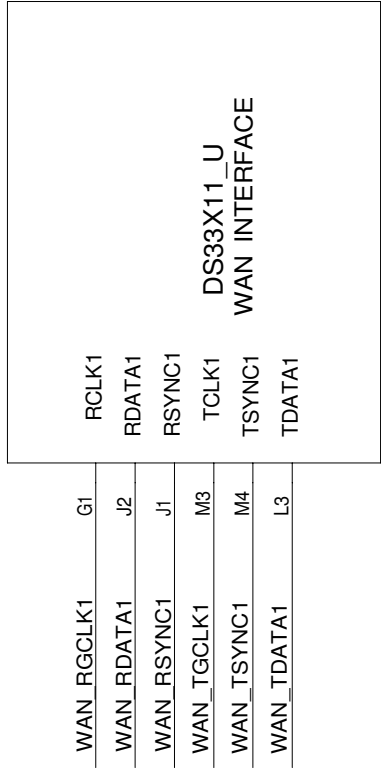 DS33X11_U
WAN INTERFACE
RCLK1
RDATA1
RSYNC1
TCLK1
TSYNC1
TDATA1
G1
J2
J1
M3
M4
L3
WAN_RGCLK1
WAN_RDATA1
WAN_RSYNC1
WAN_TGCLK1
WAN_TSYNC1
WAN_TDATA1